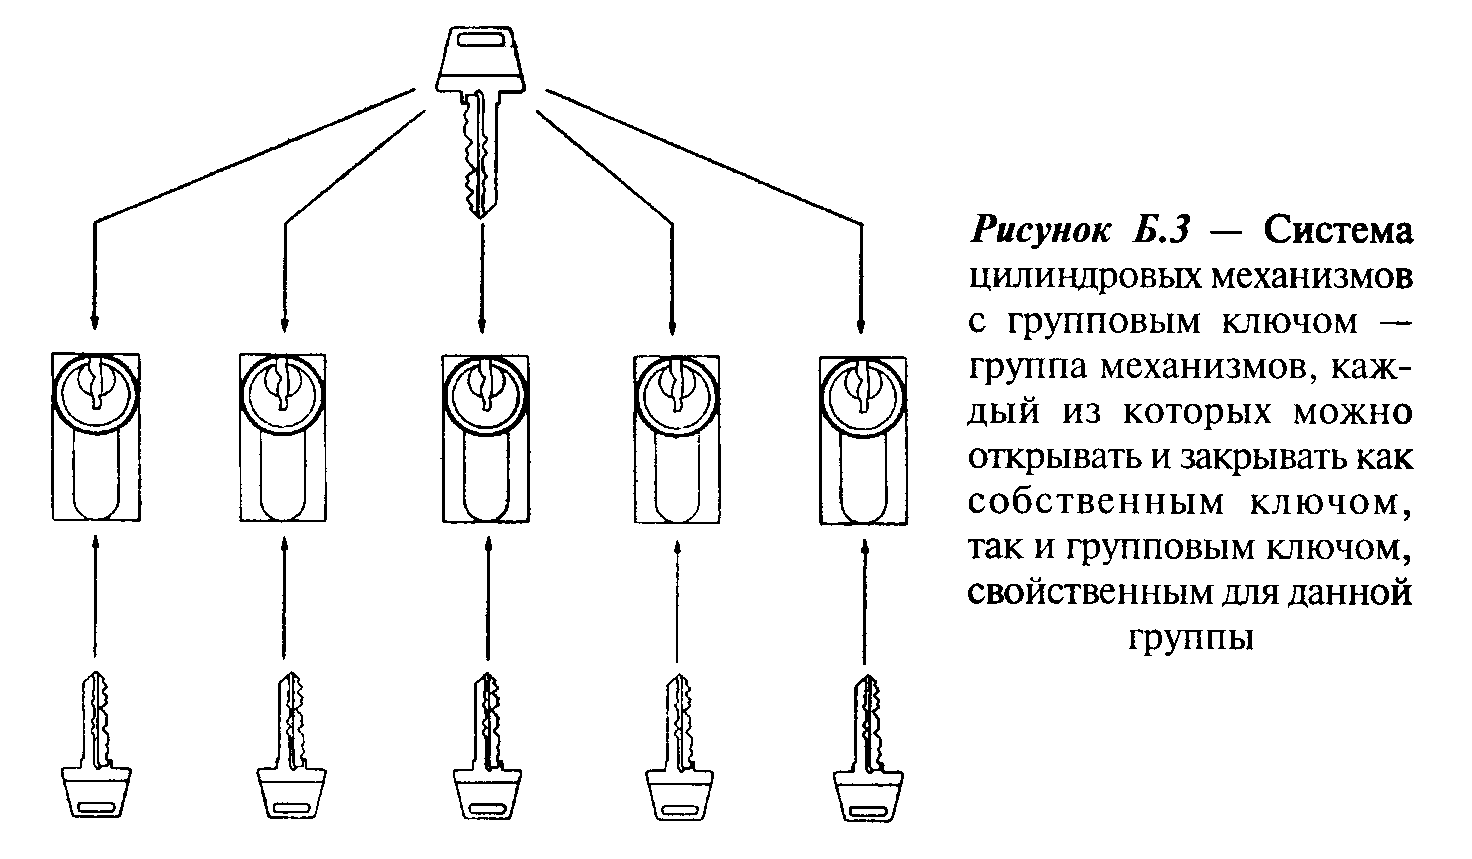 Рисунок Б.3 — Система
цилиндровых механизмов
с групповым ключом —
группа механизмов, каж-
дый из которых можно
открывать и закрывать как
собственным ключом,
так и групповым ключом,
свойственным для данной
группы